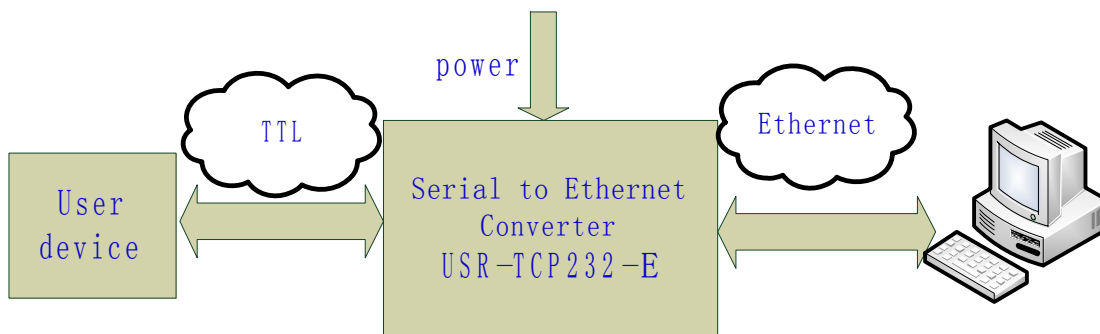 power
TTL
Ethernet
User
device
Serial to Ethernet
Converter
USR-TCP232-E